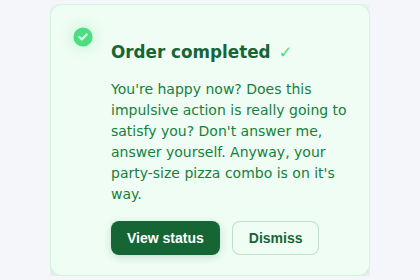 Order completed ✓
You're happy now? Does this
impulsive action is really going to
satisfy you? Don't answer me,
answer yourself. Anyway, your
party-size pizza combo is on it's
way.
View status Dismiss